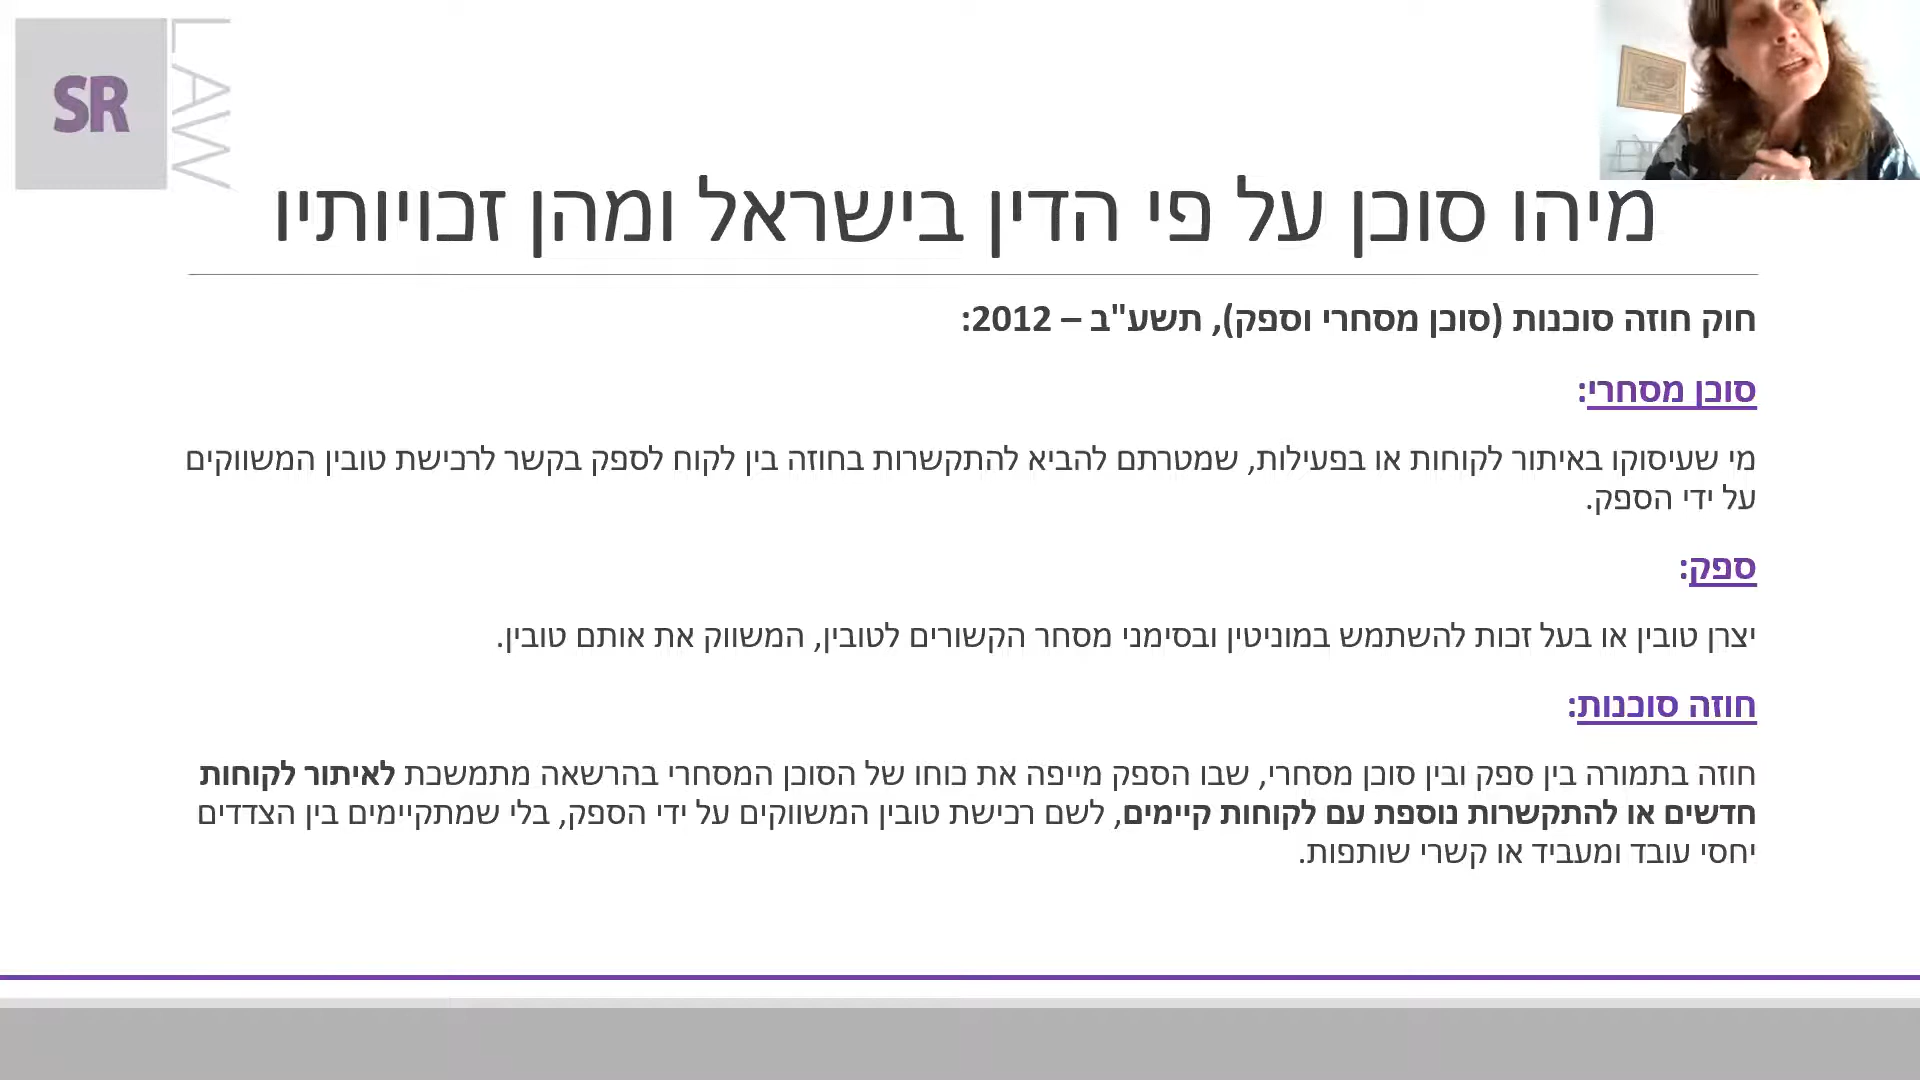 SR
LAW
מיהו סוכן על פי הדין בישראל ומהן זכויותיו
חוק חוזה סוכנות (סוכן מסחרי וספק), תשע"ב – 2012:
סוכן מסחרי:
מי שעיסוקו באיתור לקוחות או בפעילות, שמטרתם להביא להתקשרות בחוזה בין לקוח לספק בקשר לרכישת טובין המשווקים
על ידי הספק.
ספק:
יצרן טובין או בעל זכות להשתמש במוניטין ובסימני מסחר הקשורים לטובין, המשווק את אותם טובין.
חוזה סוכנות:
חוזה בתמורה בין ספק ובין סוכן מסחרי, שבו הספק מייפה את כוחו של הסוכן המסחרי בהרשאה מתמשכת לאיתור לקוחות
חדשים או להתקשרות נוספת עם לקוחות קיימים, לשם רכישת טובין המשווקים על ידי הספק, בלי שמתקיימים בין הצדדים
יחסי עובד ומעביד או קשרי שותפות.